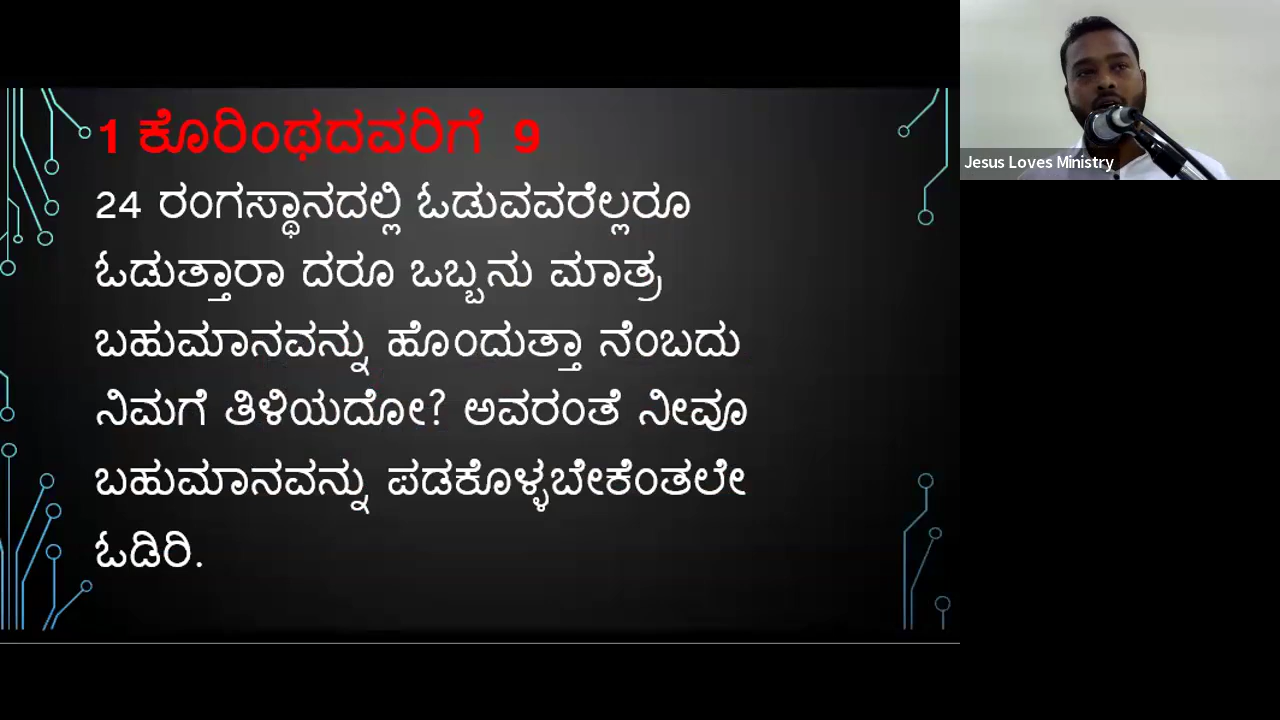 1 ಕೊರಿಂಥದವರಿಗೆ 9
24 ರಂಗಸ್ಥಾನದಲ್ಲಿ ಓಡುವವರೆಲ್ಲರೂ
ಓಡುತ್ತಾರಾ ದರೂ ಒಬ್ಬನು ಮಾತ್ರ
ಬಹುಮಾನವನ್ನು ಹೊಂದುತ್ತಾ ನೆಂಬದು
ನಿಮಗೆ ತಿಳಿಯದೋ? ಅವರಂತೆ ನೀವೂ
ಬಹುಮಾನವನ್ನು ಪಡಕೊಳ್ಳಬೇಕೆಂತಲೇ
ಓಡಿರಿ.
Jesus Loves Ministry